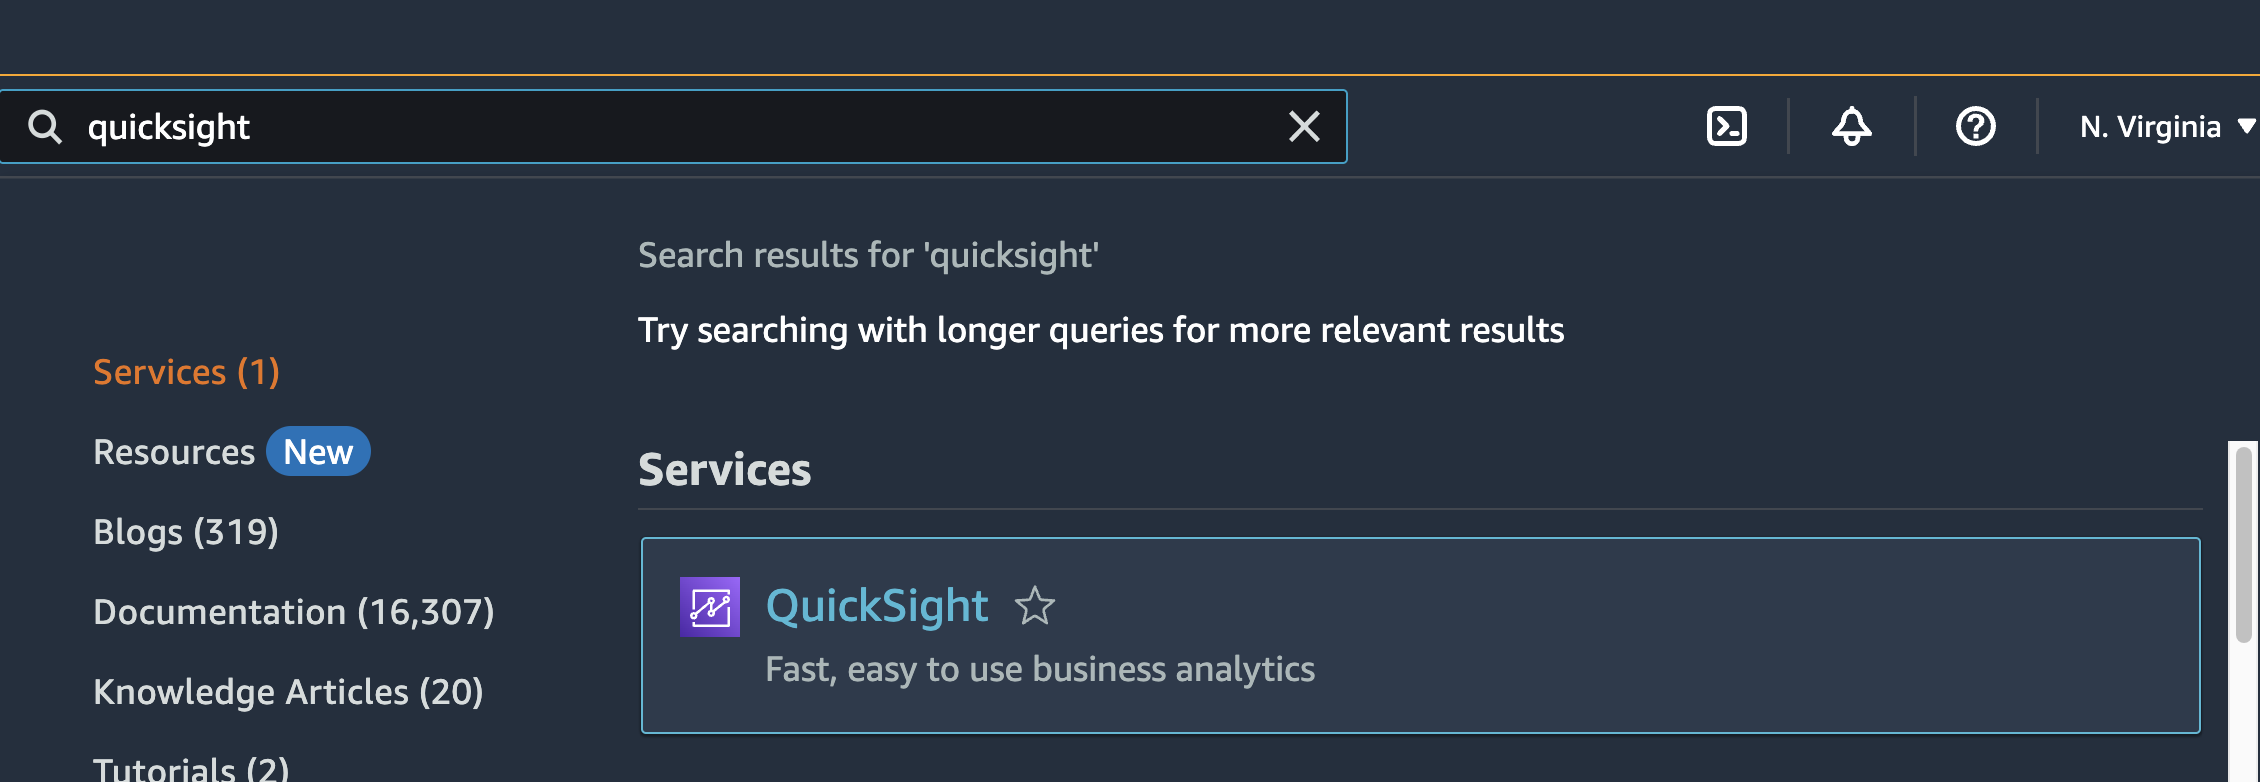 quicksight
N. Virginia
Search results for 'quicksight'
Try searching with longer queries for more relevant results
Services (1)
Resources New
Blogs (319)
Documentation (16,307)
Knowledge Articles (20)
Tutorials (2)
Services
QuickSight
Fast, easy to use business analytics